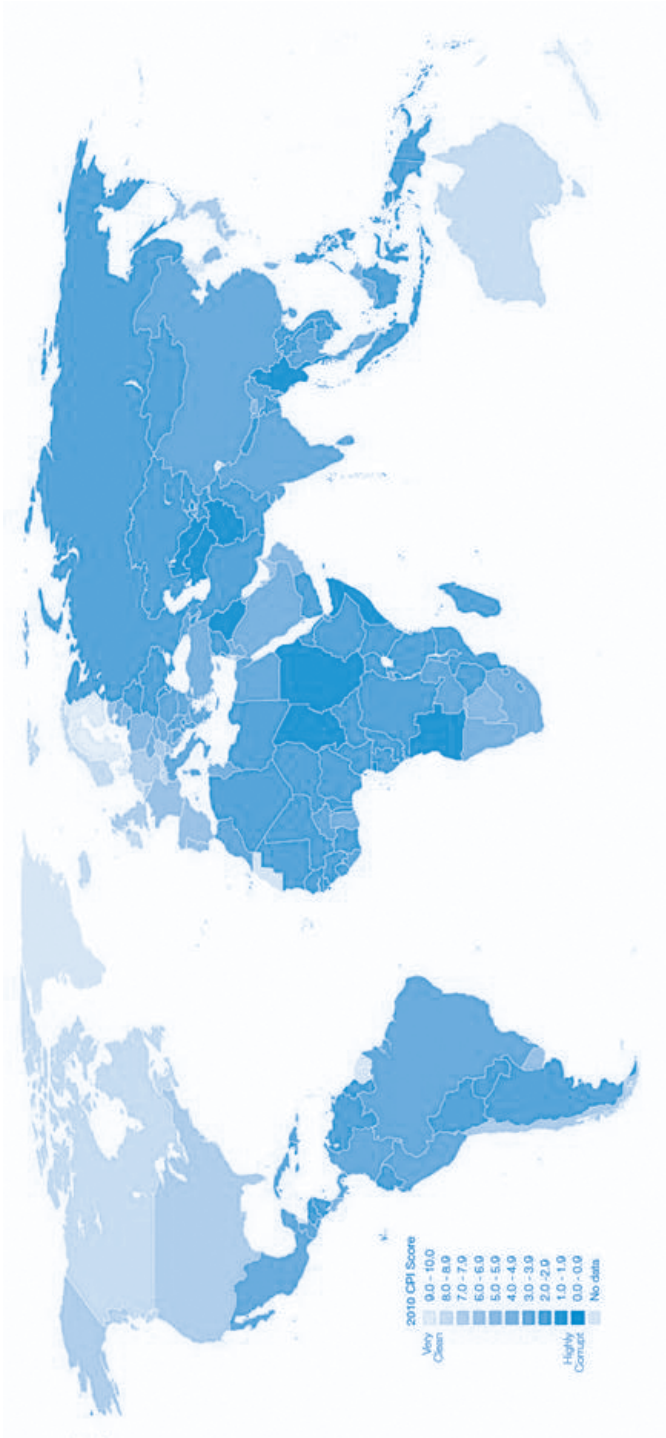 2010 CPI Score
Very
Clean
9.0 - 10.0
8.0 - 8.9
7.0 - 7.9
6.0 - 6.9
5.0 - 5.9
4.0 - 4.9
3.0 - 3.9
2.0 -2.9
1.0 - 1.9
0.0 - 0.9
Highly
Corrupt
No data